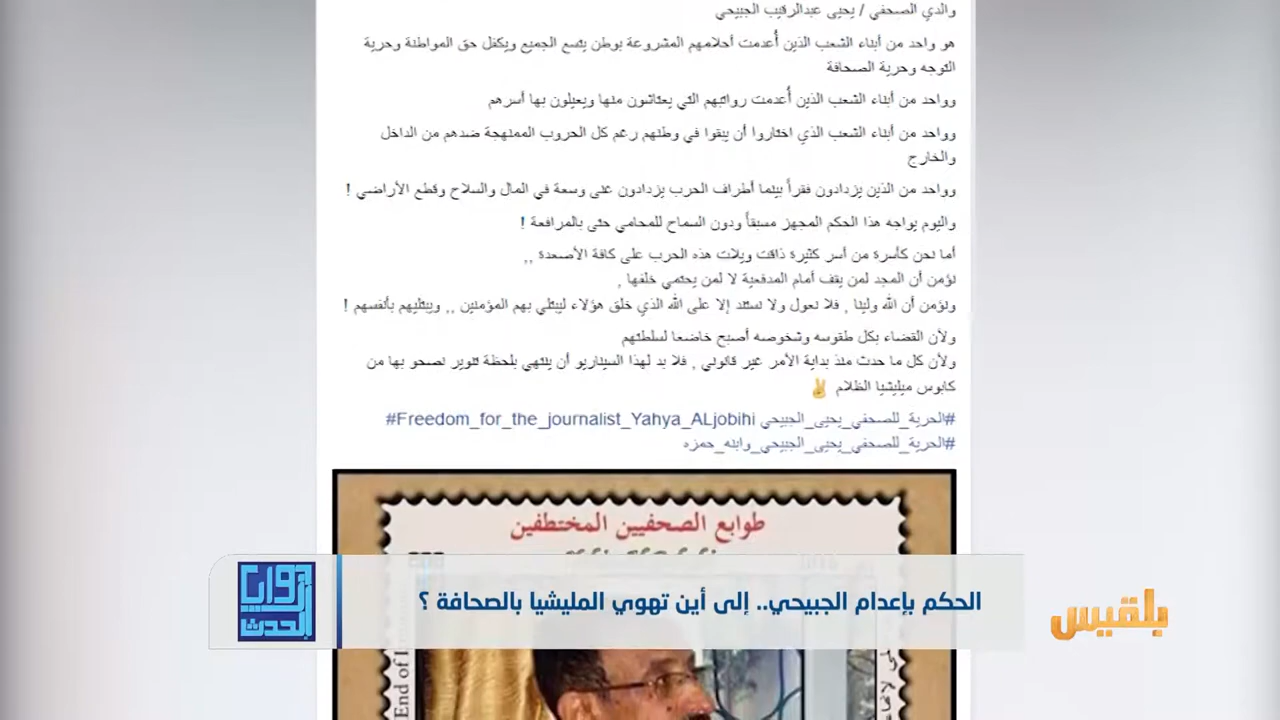 والدي الصحفي / يحيى عبدالرقيب الجبيحي
هو واحد من أبناء الشعب الذين أُعدمت أحلامهم المشروعة بوطن يتسع الجميع ويكفل حق المواطنة وحرية
التوجه وحرية الصحافة
وواحد من أبناء الشعب الذين أُعدمت رواتبهم التي يعتاشون منها ويعيلون بها أسرهم
وواحد من أبناء الشعب الذي اختاروا أن يبقوا في وطنهم رغم كل الحروب الممنهجة ضدهم من الداخل
والخارج
وواحد من الذين يزدادون فقراً بينما أطراف الحرب يزدادون غنى وسعة في المال والسلاح وقطع الأراضي !
واليوم يواجه هذا الحكم المجهز مسبقاً ودون السماح للمحامي حتى بالمرافعة !
أما نحن كأسرة من أسر كثيرة ذاقت ويلات هذه الحرب على كافة الأصعدة ,,
نؤمن أن المجد لمن يقف أمام المدفعية لا لمن يحتمي خلفها ,
ونؤمن أن الله ولينا , فلا نعول ولا نستند إلا على الله الذي خلق هؤلاء ليبتلي بهم المؤمنين ,, ويبتليهم بأنفسهم !
ولأن القضاء بكل طقوسه وشخوصه أصبح خاضعا لسلطتهم
ولأن كل ما حدث منذ بداية الأمر غير قانوني , فلا بد لهذا السيناريو أن ينتهي بلحظة تنوير نصحو بها من
كابوس ميليشيا الظلام ✌
#الحرية_للصحفي_يحيى_الجبيحي #Freedom_for_the_journalist_Yahya_ALjobihi
#الحرية_للصحفي_يحيى_الجبيحي_وابنه_حمزه
طوابع الصحفيين المختطفين
الحكم بإعدام الجبيحي.. إلى أين تهوي المليشيا بالصحافة ؟
زوايا الحدث
بلقيس
End of